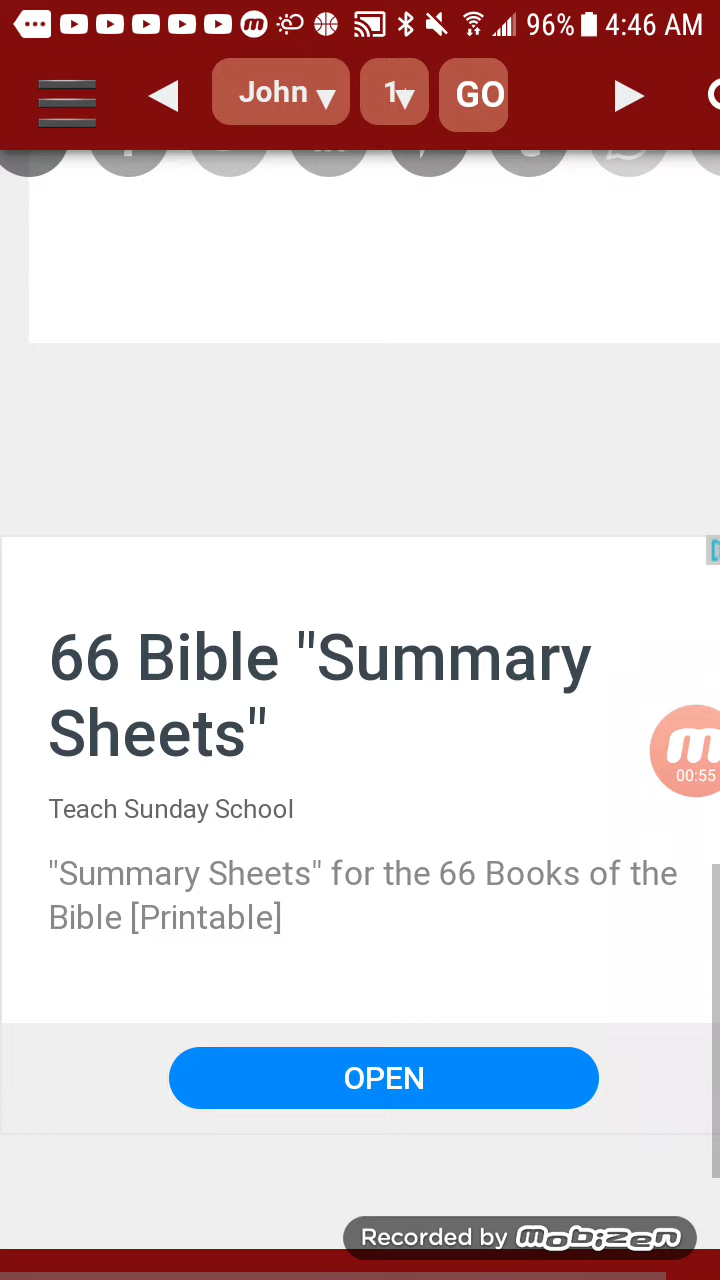 96% 4:46 AM
John 1 GO
66 Bible "Summary
Sheets"
Teach Sunday School
"Summary Sheets" for the 66 Books of the
Bible [Printable]
00:55
OPEN
Recorded by mobizen